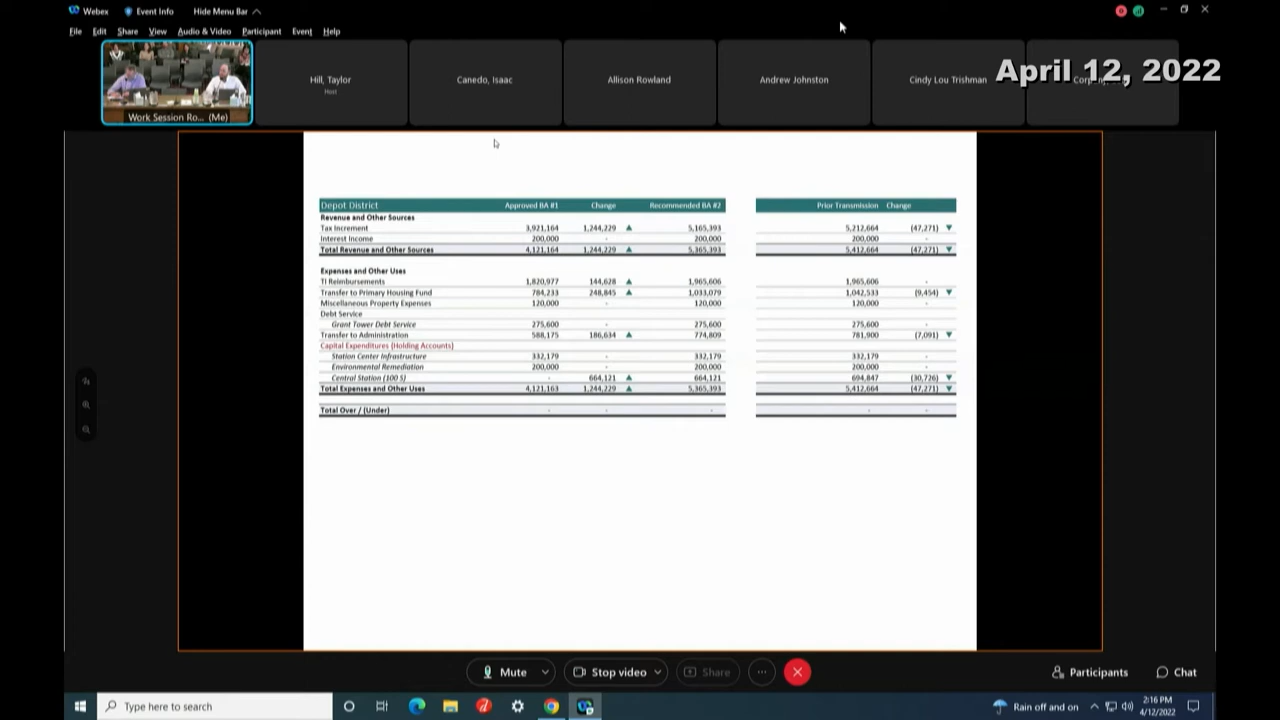 Webex Event Info Hide Menu Bar
File Edit Share View Audio & Video Participant Event Help
Hill, Taylor
Host
Canedo, Isaac
Allison Rowland
Andrew Johnston
Cindy Lou Trishman
April 12, 2022
Work Session Ro... (Me)
Depot District Approved BA #1 Change Recommended BA #2 Prior Transmission Change
Revenue and Other Sources
Tax Increment 3,921,164 1,244,229 ▲ 5,165,393 5,212,664 (47,271) ▼
Interest Income 200,000 - 200,000 200,000 -
Total Revenue and Other Sources 4,121,164 1,244,229 ▲ 5,365,393 5,412,664 (47,271) ▼
Expenses and Other Uses
TI Reimbursements 1,820,977 144,628 ▲ 1,965,606 1,965,606 -
Transfer to Primary Housing Fund 784,233 248,845 ▲ 1,033,079 1,042,533 (9,454) ▼
Miscellaneous Property Expenses 120,000 - 120,000 120,000 -
Debt Service
Grant Tower Debt Service 275,600 - 275,600 275,600 -
Transfer to Administration 588,175 186,634 ▲ 774,809 781,900 (7,091) ▼
Capital Expenditures (Holding Accounts)
Station Center Infrastructure 332,179 - 332,179 332,179 -
Environmental Remediation 200,000 - 200,000 200,000 -
Central Station (100 S) - 664,121 ▲ 664,121 694,847 (30,726) ▼
Total Expenses and Other Uses 4,121,163 1,244,229 ▲ 5,365,393 5,412,664 (47,271) ▼
Total Over / (Under) - - - - -
Mute Stop video Share Participants Chat
Type here to search
Rain off and on
2:16 PM
4/12/2022